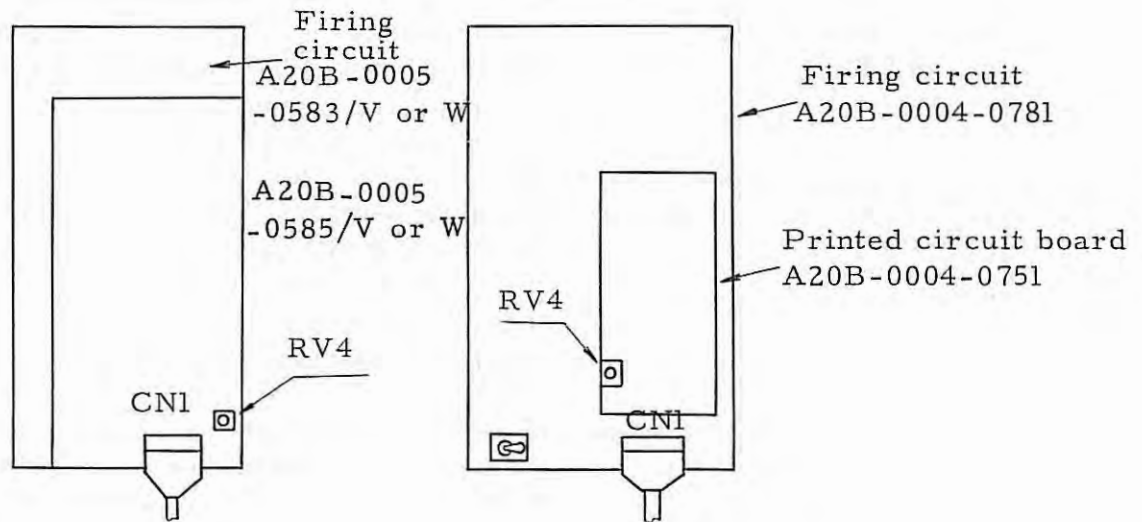 Firing
circuit
A20B-0005
-0583/V or W
A20B-0005
-0585/V or W
RV4
CN1
Firing circuit
A20B-0004-0781
Printed circuit board
A20B-0004-0751
RV4
CN1